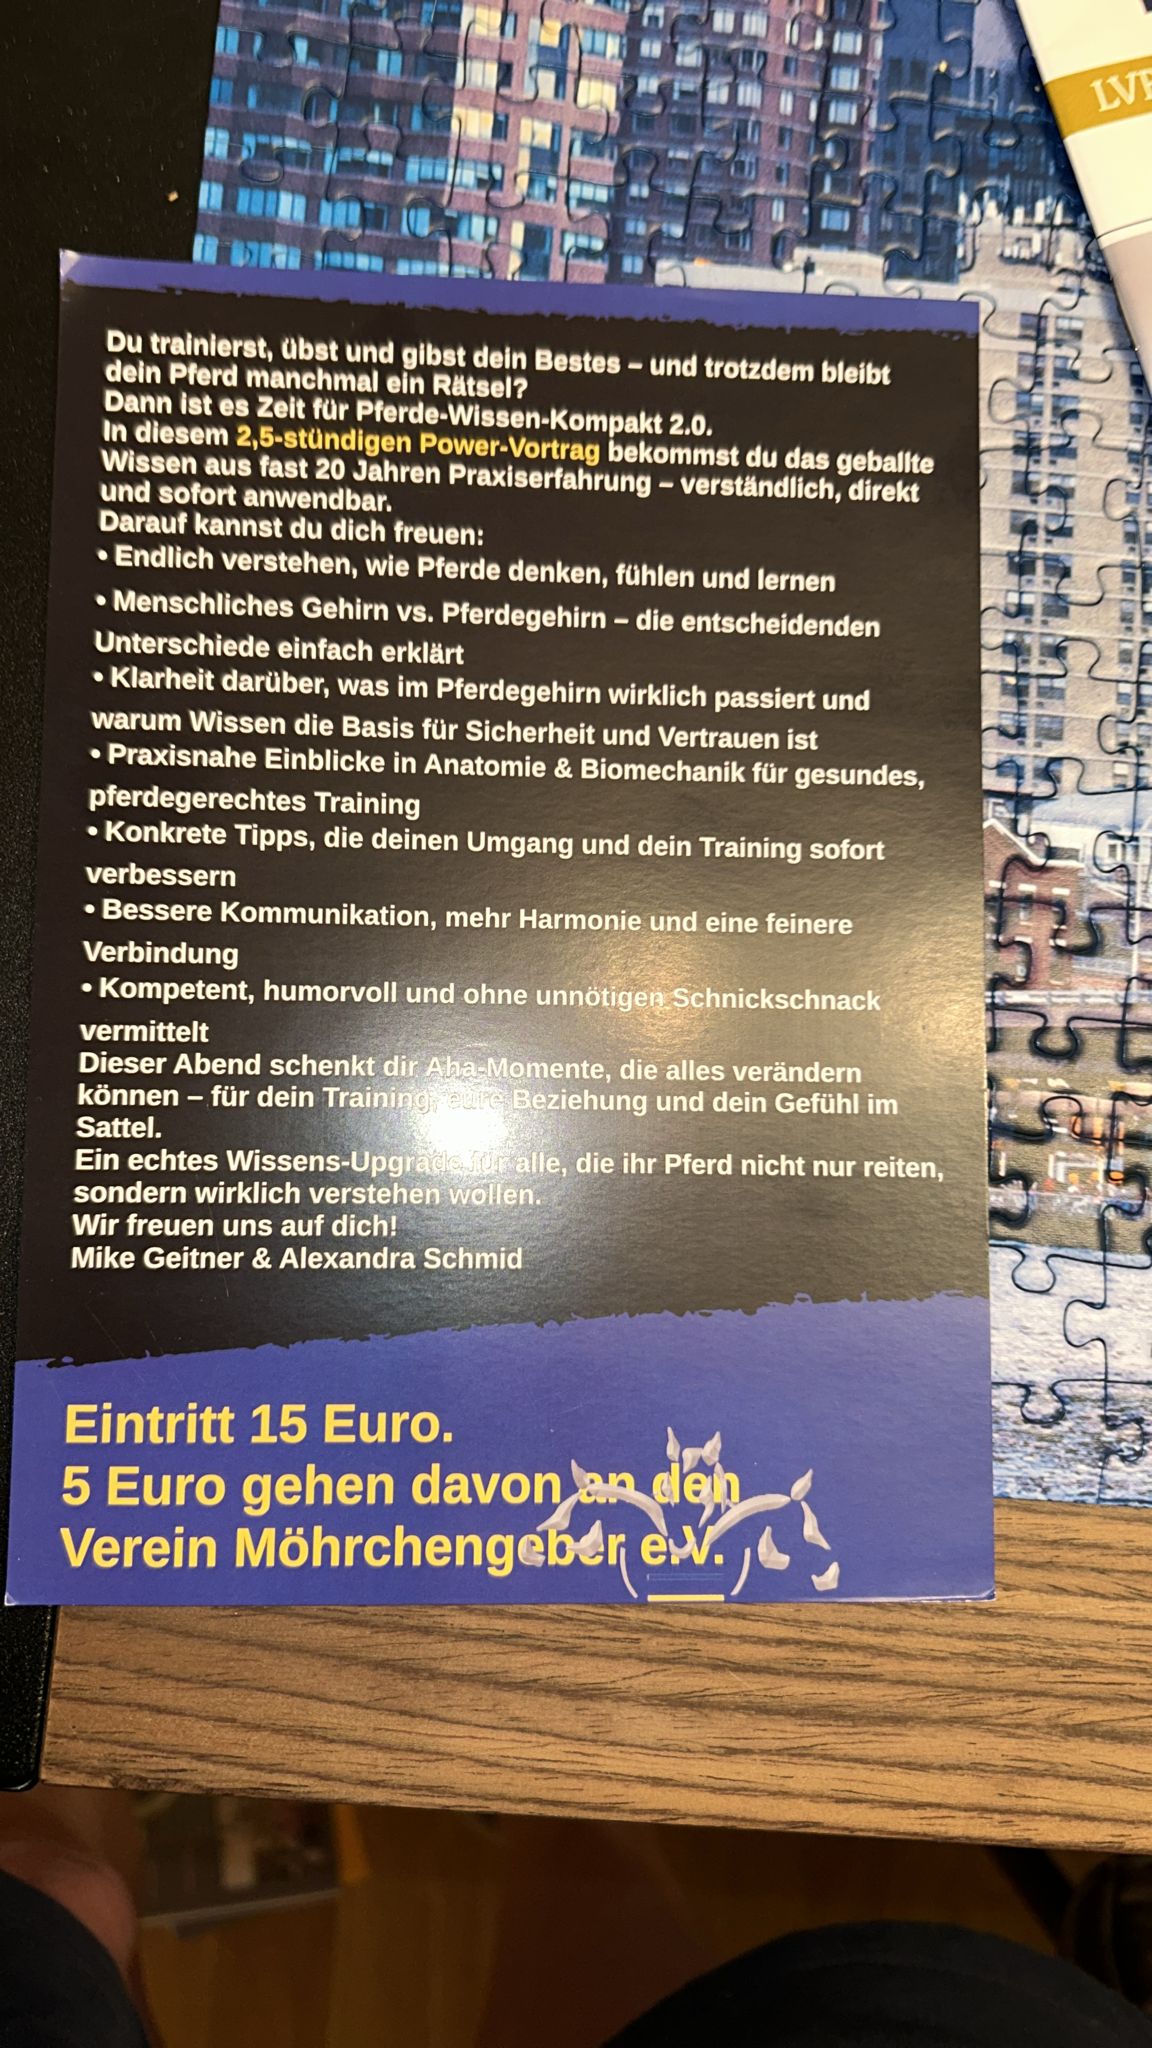 LVP
Du trainierst, übst und gibst dein Bestes – und trotzdem bleibt
dein Pferd manchmal ein Rätsel?
Dann ist es Zeit für Pferde-Wissen-Kompakt 2.0.
In diesem 2,5-stündigen Power-Vortrag bekommst du das geballte
Wissen aus fast 20 Jahren Praxiserfahrung – verständlich, direkt
und sofort anwendbar.
Darauf kannst du dich freuen:
• Endlich verstehen, wie Pferde denken, fühlen und lernen
• Menschliches Gehirn vs. Pferdegehirn – die entscheidenden
Unterschiede einfach erklärt
• Klarheit darüber, was im Pferdegehirn wirklich passiert und
warum Wissen die Basis für Sicherheit und Vertrauen ist
• Praxisnahe Einblicke in Anatomie & Biomechanik für gesundes,
pferdegerechtes Training
• Konkrete Tipps, die deinen Umgang und dein Training sofort
verbessern
• Bessere Kommunikation, mehr Harmonie und eine feinere
Verbindung
• Kompetent, humorvoll und ohne unnötigen Schnickschnack
vermittelt
Dieser Abend schenkt dir Aha-Momente, die alles verändern
können – für dein Training, eure Beziehung und dein Gefühl im
Sattel.
Ein echtes Wissens-Upgrade für alle, die ihr Pferd nicht nur reiten,
sondern wirklich verstehen wollen.
Wir freuen uns auf dich!
Mike Geitner & Alexandra Schmid
Eintritt 15 Euro.
5 Euro gehen davon an den
Verein Möhrchengeber e.V.